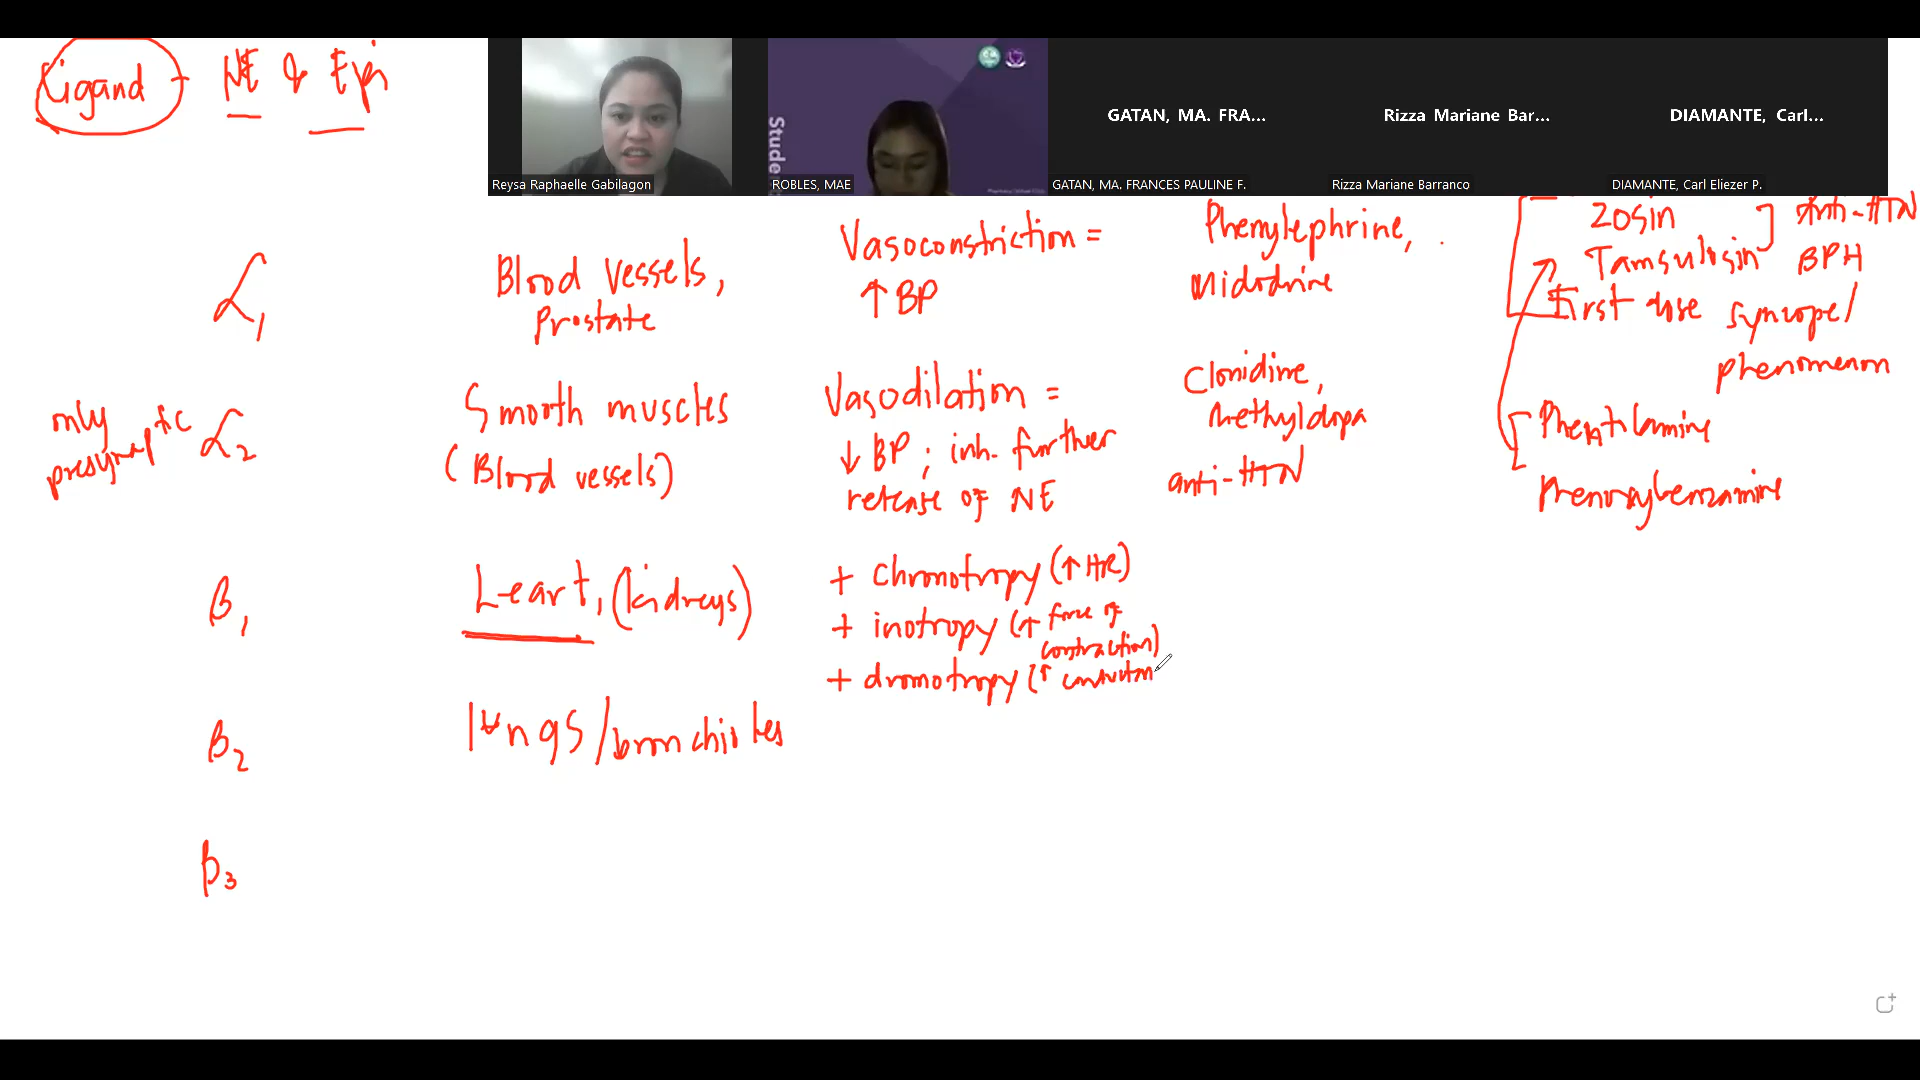 Ligand - NE & Epi
Stude
GATAN, MA. FRA...
Rizza Mariane Bar...
DIAMANTE, Carl...
Reysa Raphaelle Gabilagon
ROBLES, MAE
GATAN, MA. FRANCES PAULINE F.
Rizza Mariane Barranco
DIAMANTE, Carl Eliezer P.
α1
Blood vessels,
prostate
Vasoconstriction =
↑ BP
Phenylephrine,
Midodrine
zosin
Tamsulosin
Anti-HTN
BPH
First dose syncope/
phenomenon
only
presynaptic
α2
Smooth muscles
(Blood vessels)
Vasodilation =
↓ BP; inh. further
release of NE
Clonidine,
Methyldopa
anti-HTN
Phentilamine
Phenoxybenzamine
β1
Heart, (kidneys)
+ chronotropy (↑ HR)
+ inotropy (↑ force of
contraction)
+ dromotropy (↑
β2
lungs/bronchioles
β3